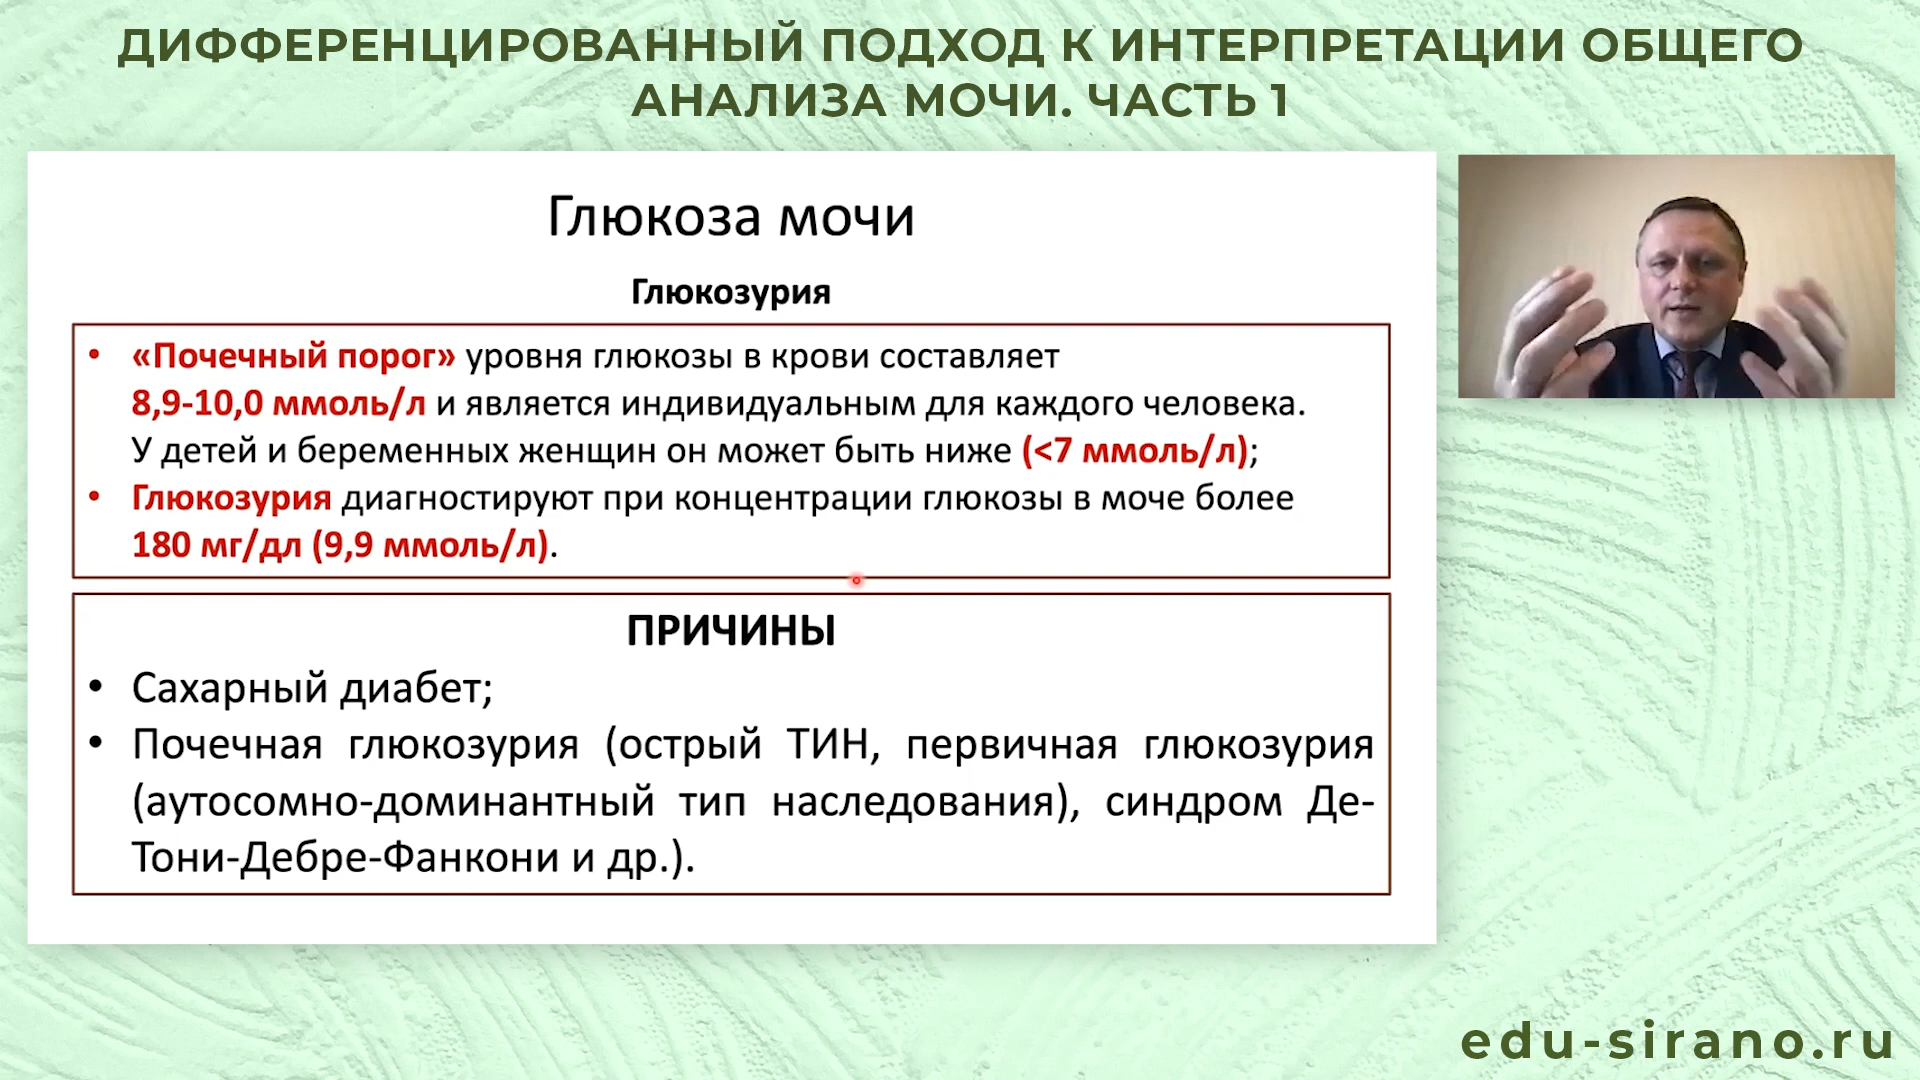 ДИФФЕРЕНЦИРОВАННЫЙ ПОДХОД К ИНТЕРПРЕТАЦИИ ОБЩЕГО
АНАЛИЗА МОЧИ. ЧАСТЬ 1
Глюкоза мочи
Глюкозурия
• «Почечный порог» уровня глюкозы в крови составляет
8,9-10,0 ммоль/л и является индивидуальным для каждого человека.
У детей и беременных женщин он может быть ниже (<7 ммоль/л);
• Глюкозурия диагностируют при концентрации глюкозы в моче более
180 мг/дл (9,9 ммоль/л).
ПРИЧИНЫ
• Сахарный диабет;
• Почечная глюкозурия (острый ТИН, первичная глюкозурия
(аутосомно-доминантный тип наследования), синдром Де-
Тони-Дебре-Фанкони и др.).
edu-sirano.ru